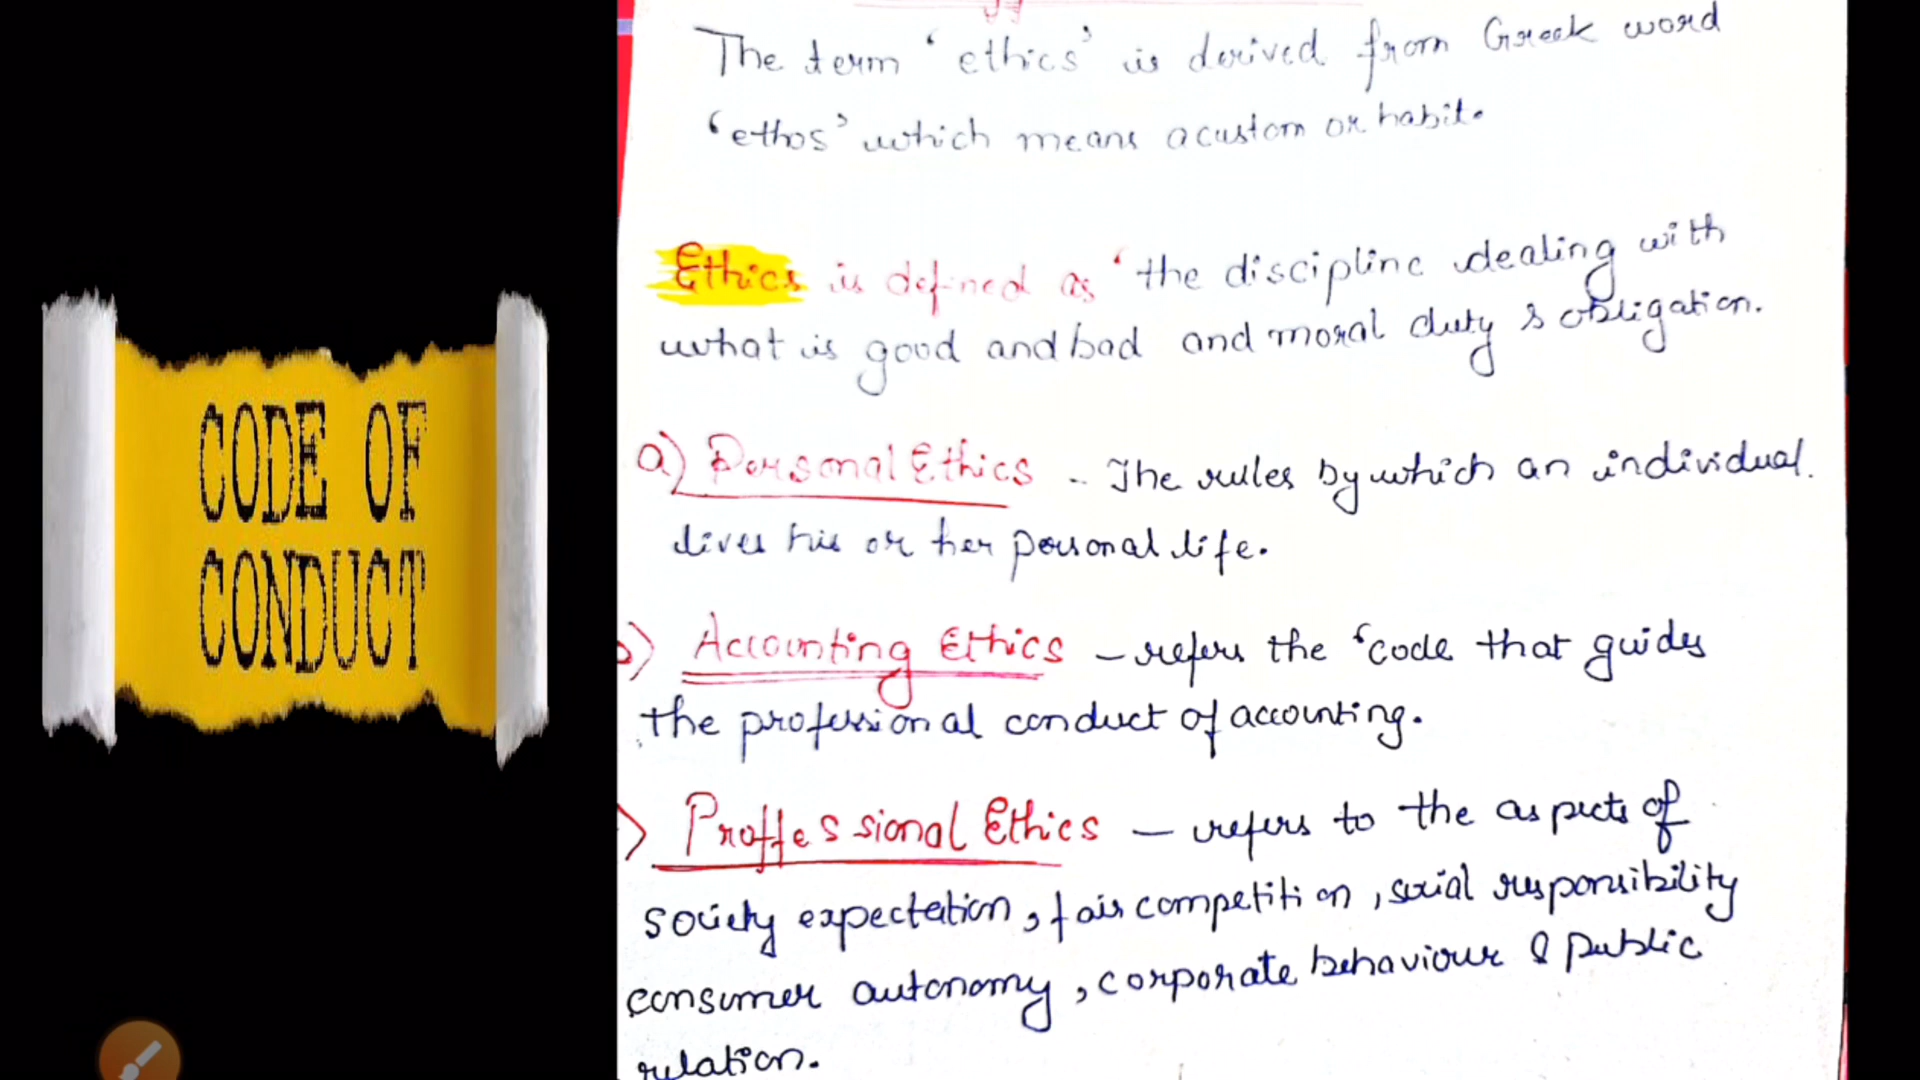 CODE OF
CONDUCT
The term 'ethics' is derived from Greek word
'ethos' which means a custom or habit.
Ethics is defined as 'the discipline dealing with
what is good and bad and moral duty & obligation.
a) Personal Ethics - The rules by which an individual.
lives his or her personal life.
b) Accounting Ethics - refers the 'code that guides
the professional conduct of accounting.
) Proffessional Ethics - refers to the aspects of
society expectation, fair competition, social responsibility
consumer autonomy, corporate behaviour & public
relation.